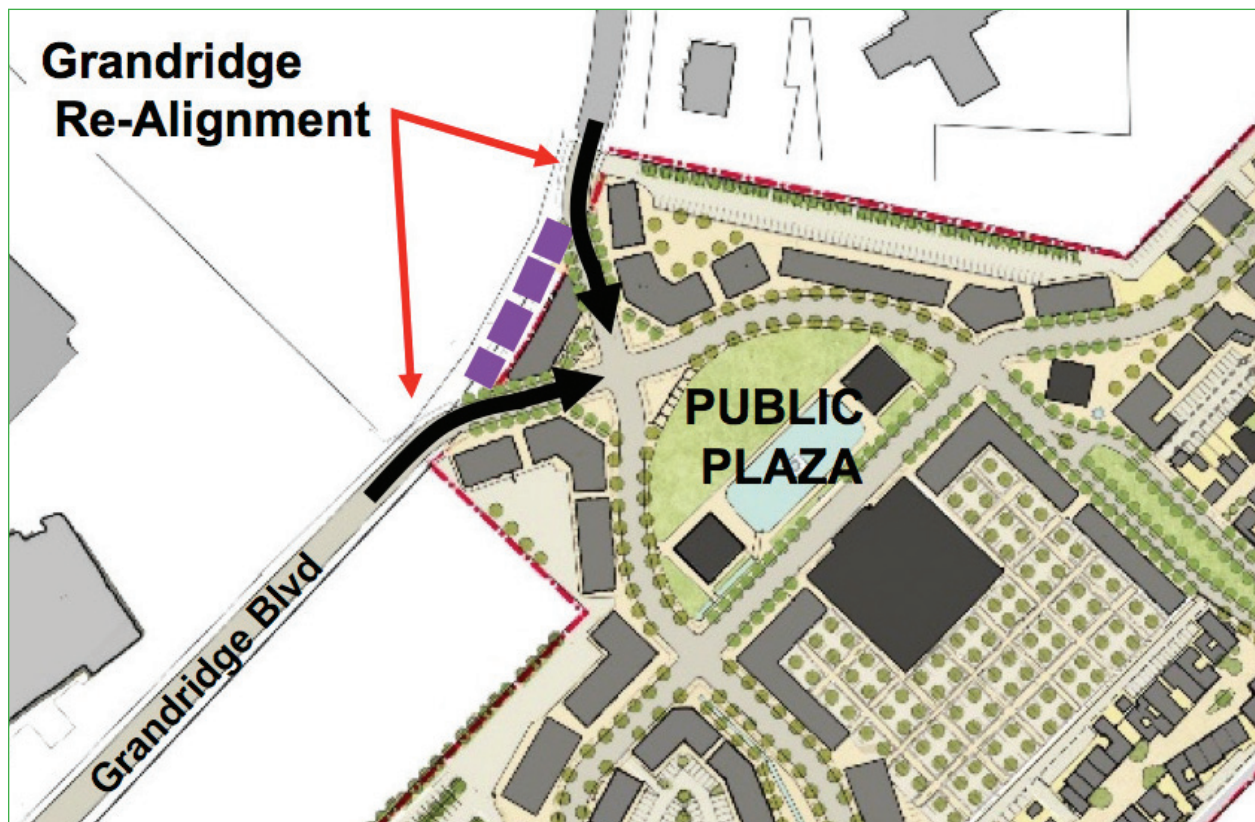 Grandridge
Re-Alignment
PUBLIC
PLAZA
Grandridge Blvd